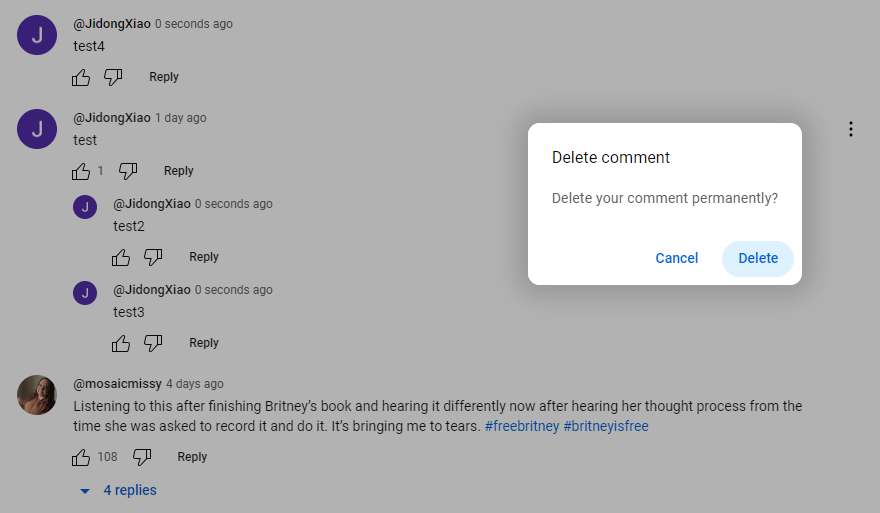 @JidongXiao 0 seconds ago
J
test4
Reply
@JidongXiao 1 day ago
J
test
1
Reply
@JidongXiao 0 seconds ago
J
test2
Reply
@JidongXiao 0 seconds ago
J
test3
Reply
@mosaicmissy 4 days ago
Listening to this after finishing Britney’s book and hearing it differently now after hearing her thought process from the
time she was asked to record it and do it. It’s bringing me to tears. #freebritney #britneyisfree
108
Reply
4 replies
Delete comment
Delete your comment permanently?
Cancel
Delete